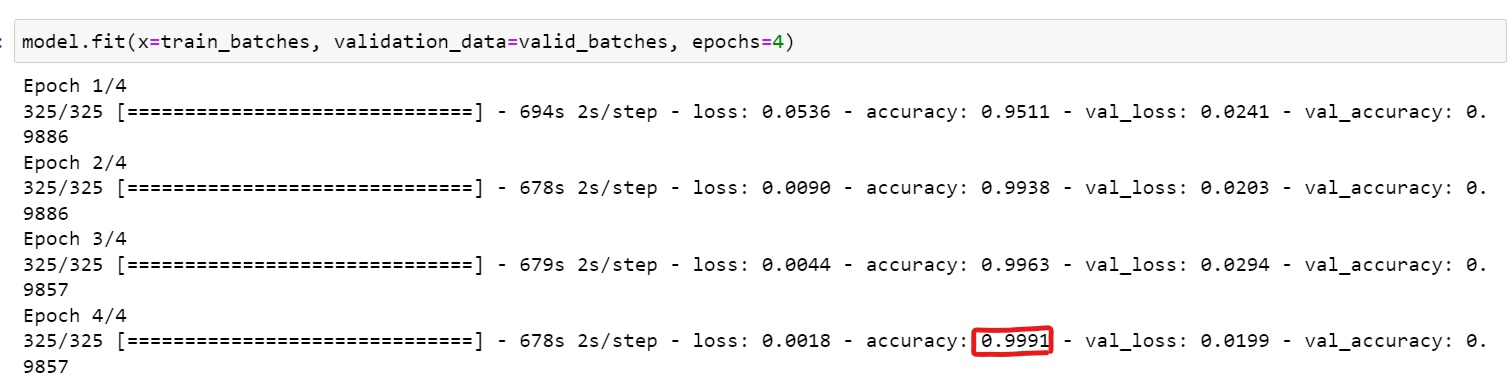 model.fit(x=train_batches, validation_data=valid_batches, epochs=4)
Epoch 1/4
325/325 [==============================] - 694s 2s/step - loss: 0.0536 - accuracy: 0.9511 - val_loss: 0.0241 - val_accuracy: 0.
9886
Epoch 2/4
325/325 [==============================] - 678s 2s/step - loss: 0.0090 - accuracy: 0.9938 - val_loss: 0.0203 - val_accuracy: 0.
9886
Epoch 3/4
325/325 [==============================] - 679s 2s/step - loss: 0.0044 - accuracy: 0.9963 - val_loss: 0.0294 - val_accuracy: 0.
9857
Epoch 4/4
325/325 [==============================] - 678s 2s/step - loss: 0.0018 - accuracy: 0.9991 - val_loss: 0.0199 - val_accuracy: 0.
9857